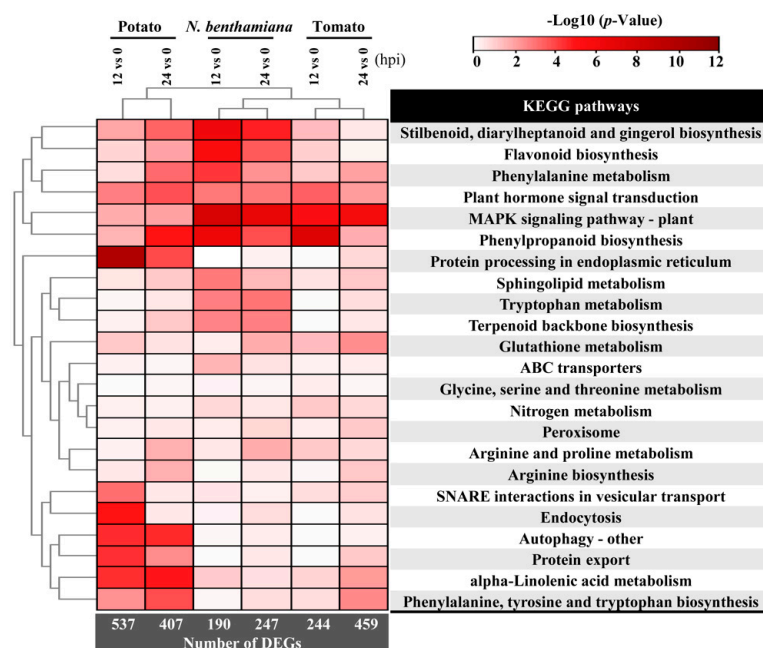 Potato N. benthamiana Tomato
12 vs 0 24 vs 0 12 vs 0 24 vs 0 12 vs 0 24 vs 0 (hpi)
-Log10 (p-Value)
0 2 4 6 8 10 12
KEGG pathways
Stilbenoid, diarylheptanoid and gingerol biosynthesis
Flavonoid biosynthesis
Phenylalanine metabolism
Plant hormone signal transduction
MAPK signaling pathway - plant
Phenylpropanoid biosynthesis
Protein processing in endoplasmic reticulum
Sphingolipid metabolism
Tryptophan metabolism
Terpenoid backbone biosynthesis
Glutathione metabolism
ABC transporters
Glycine, serine and threonine metabolism
Nitrogen metabolism
Peroxisome
Arginine and proline metabolism
Arginine biosynthesis
SNARE interactions in vesicular transport
Endocytosis
Autophagy - other
Protein export
alpha-Linolenic acid metabolism
Phenylalanine, tyrosine and tryptophan biosynthesis
537 407 190 247 244 459
Number of DEGs